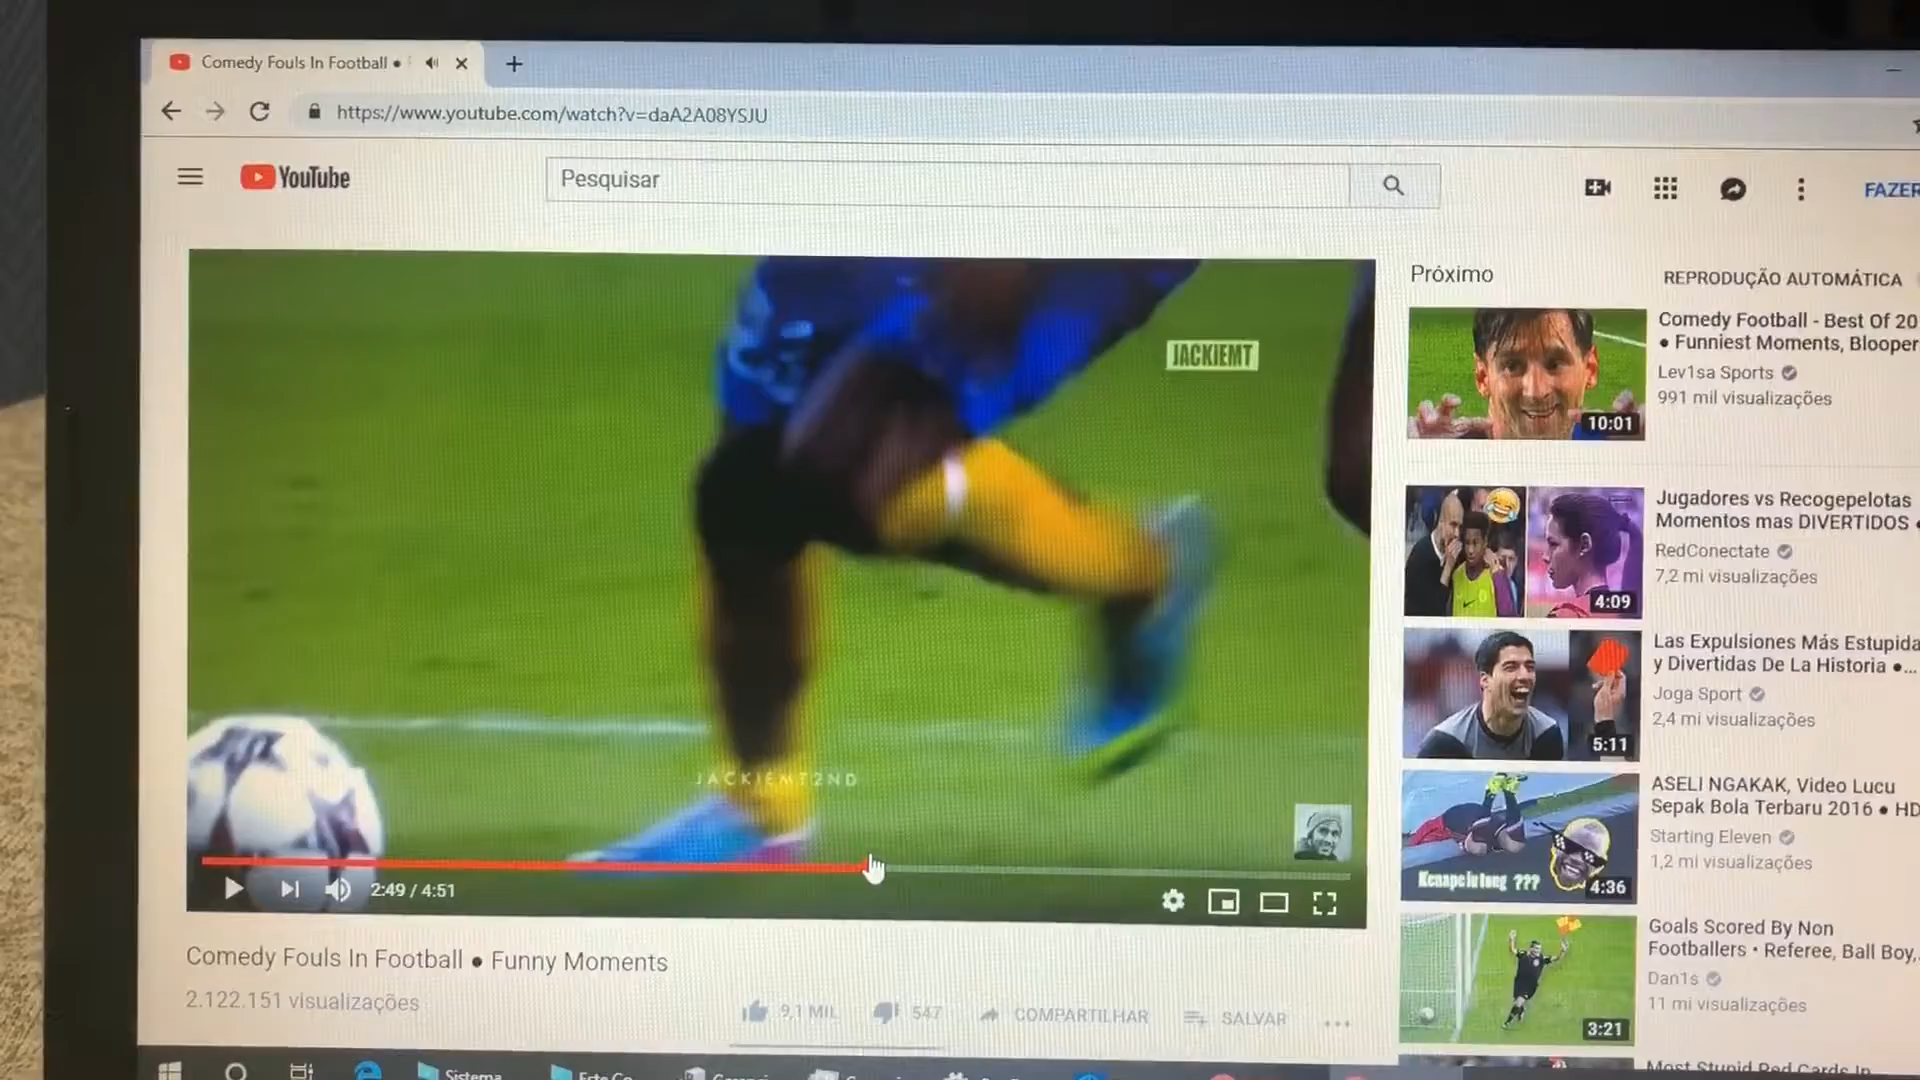 Comedy Fouls In Football •
https://www.youtube.com/watch?v=daA2A08YSJU
YouTube
Pesquisar
FAZER
JACKIEMT
JACKIEMT2ND
2:49 / 4:51
Comedy Fouls In Football • Funny Moments
2.122.151 visualizações
9,1 MIL
547
COMPARTILHAR
SALVAR
Próximo
REPRODUÇÃO AUTOMÁTICA
10:01
Comedy Football - Best Of 20
• Funniest Moments, Blooper
Lev1sa Sports
991 mil visualizações
4:09
Jugadores vs Recogepelotas
Momentos mas DIVERTIDOS •
RedConectate
7,2 mi visualizações
5:11
Las Expulsiones Más Estupida
y Divertidas De La Historia •...
Joga Sport
2,4 mi visualizações
Kenape lu tong ???
4:36
ASELI NGAKAK, Video Lucu
Sepak Bola Terbaru 2016 • HD
Starting Eleven
1,2 mi visualizações
3:21
Goals Scored By Non
Footballers • Referee, Ball Boy,
Dan1s
11 mi visualizações
Most Stupid Red Cards In
Sistema